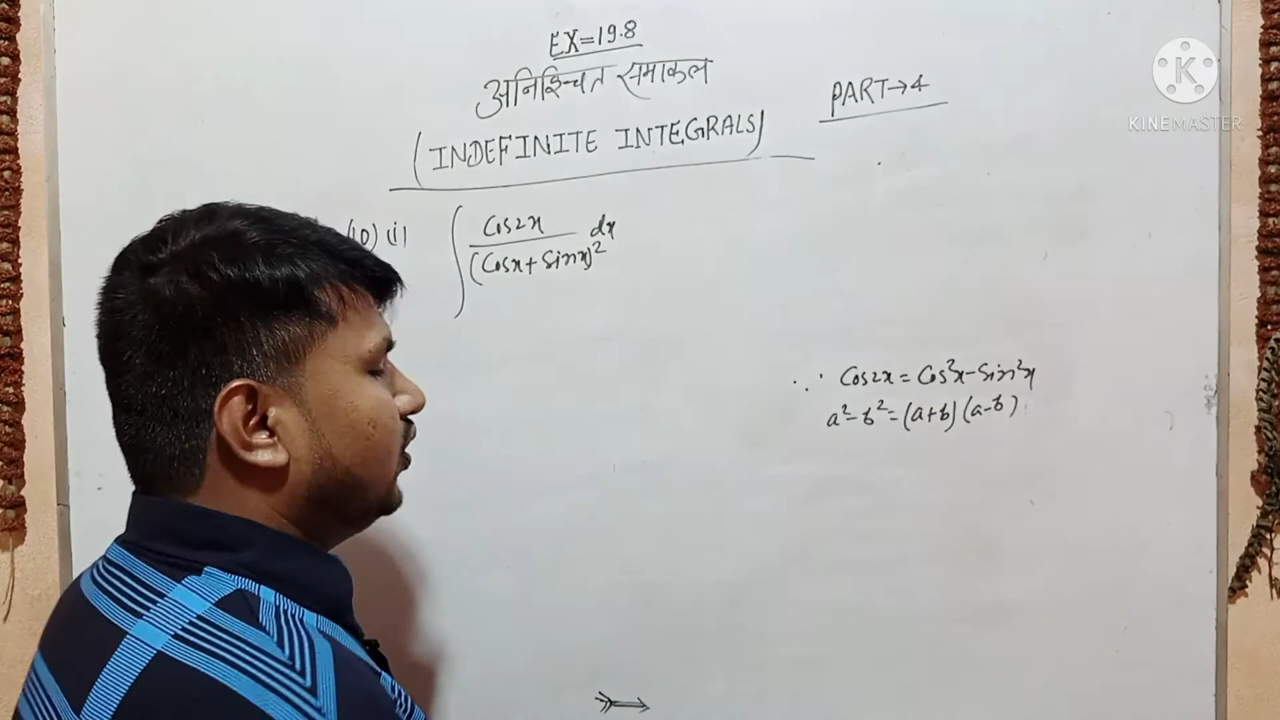 EX=19.8
अनिश्चित समाकल
(INDEFINITE INTEGRALS)
PART→4
K
KINEMASTER
(10) (i) ∫ Cos2x / (Cosx + Sinx)² dx
∵ Cos2x = Cos²x - Sin²x
a² - b² = (a+b) (a-b)